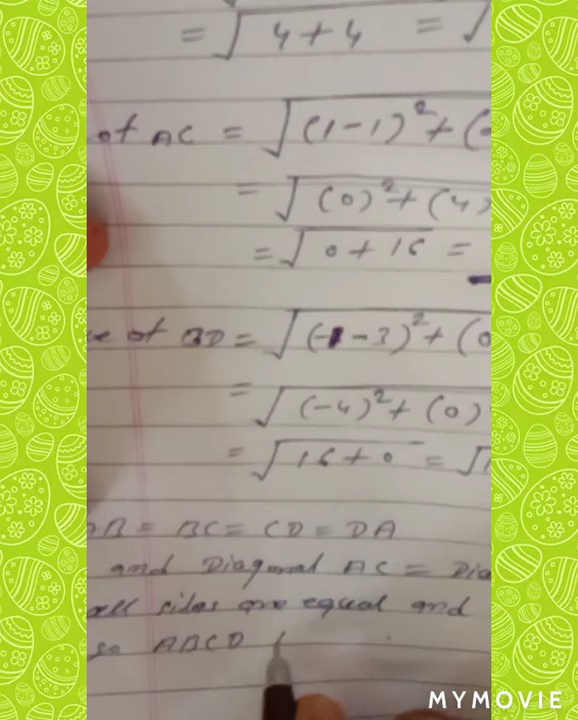 = √4+4 = √
of AC = √(1-1)²+(
= √(0)²+(4)
= √0+16 =
of BD = √(-1-3)²+(0
= √(-4)²+(0)
= √16+0 = √1
AB = BC = CD = DA
and Diagonal AC = Dia
all sides are equal and
so ABCD
MYMOVIE